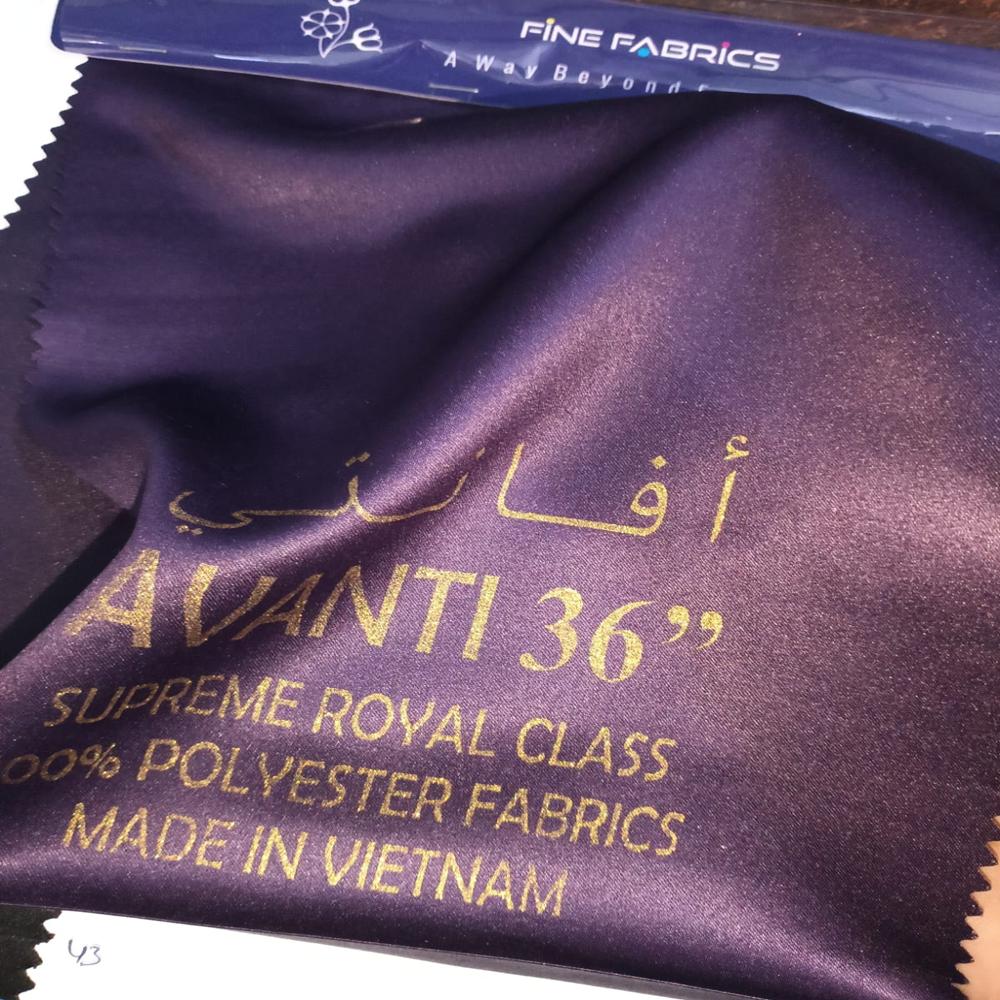 FINE FABRICS
A Way Beyond
أفانتي
AVANTI 36”
SUPREME ROYAL CLASS
00% POLYESTER FABRICS
MADE IN VIETNAM
43